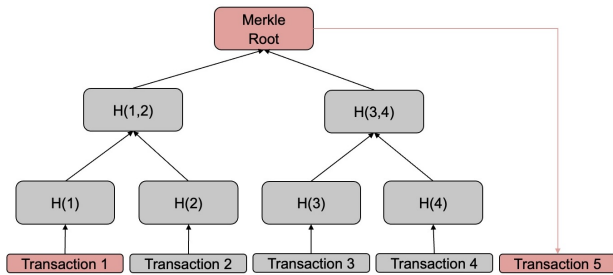 Merkle
Root
H(1,2)
H(3,4)
H(1)
H(2)
H(3)
H(4)
Transaction 1
Transaction 2
Transaction 3
Transaction 4
Transaction 5